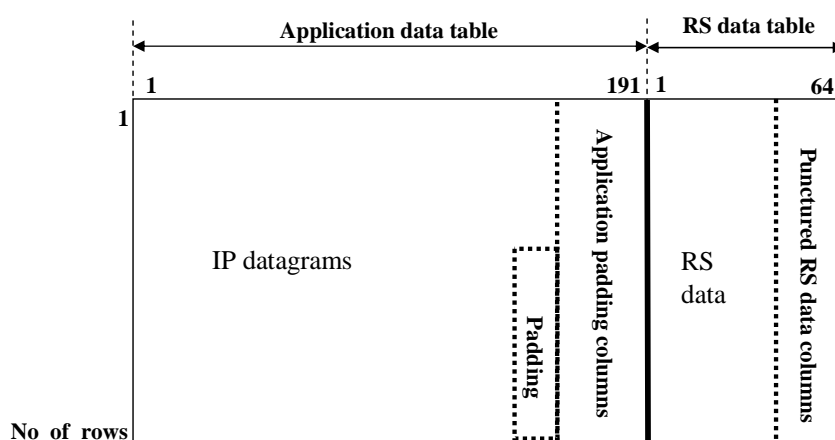 Application data table
RS data table
1
191
1
64
1
IP datagrams
Padding
Application padding columns
RS
data
Punctured RS data columns
No of rows